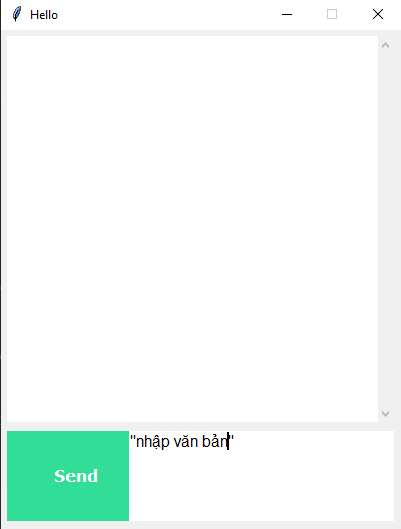 Hello
"nhập văn bản"
Send